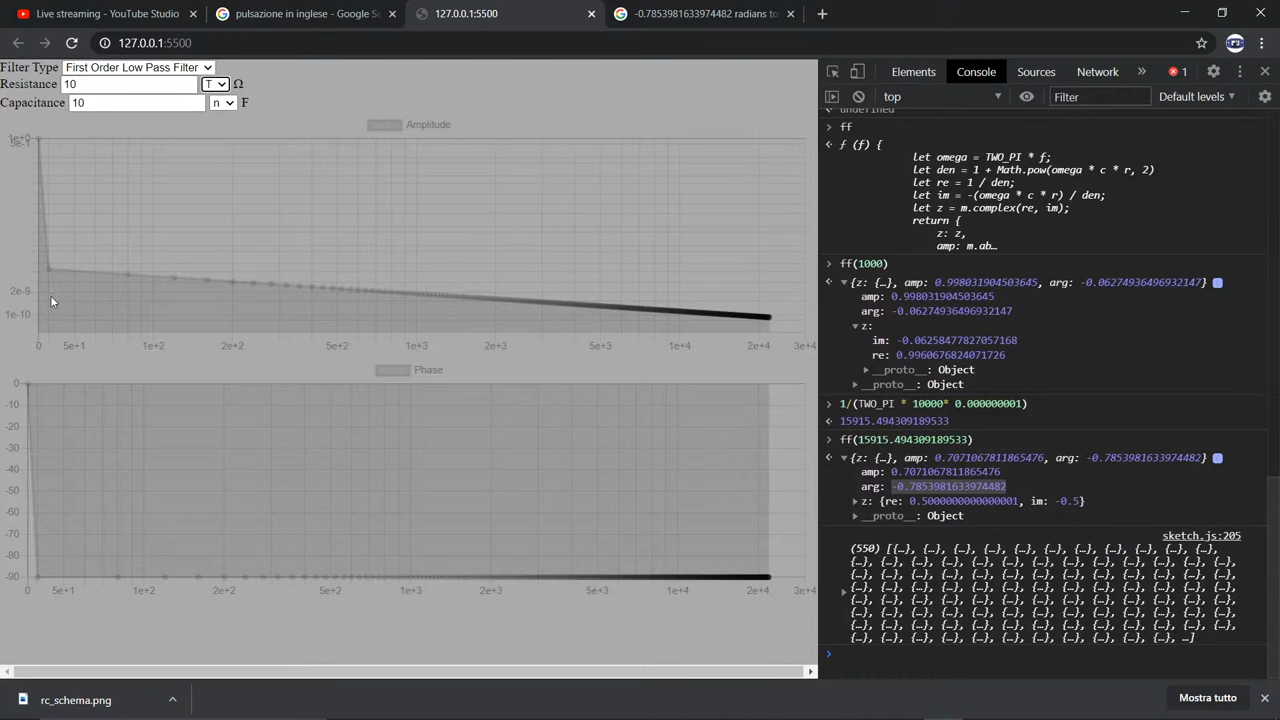 Live streaming - YouTube Studio
pulsazione in inglese - Google Se
127.0.0.1:5500
-0.7853981633974482 radians to
127.0.0.1:5500
Filter Type First Order Low Pass Filter
Resistance 10 T Ω
Capacitance 10 n F
Amplitude
1e+0
5e-1
2e-9
1e-10
0 5e+1 1e+2 2e+2 5e+2 1e+3 2e+3 5e+3 1e+4 2e+4 3e+4
Phase
0
-10
-20
-30
-40
-50
-60
-70
-80
-90
0 5e+1 1e+2 2e+2 5e+2 1e+3 2e+3 5e+3 1e+4 2e+4 3e+4
Elements Console Sources Network » 1
top Filter Default levels
undefined
ff
ƒ (f) {
let omega = TWO_PI * f;
let den = 1 + Math.pow(omega * c * r, 2)
let re = 1 / den;
let im = -(omega * c * r) / den;
let z = m.complex(re, im);
return {
z: z,
amp: m.ab…
ff(1000)
{z: {…}, amp: 0.998031904503645, arg: -0.06274936496932147}
amp: 0.998031904503645
arg: -0.06274936496932147
z:
im: -0.06258477827057168
re: 0.9960676824071726
__proto__: Object
__proto__: Object
1/(TWO_PI * 10000* 0.000000001)
15915.494309189533
ff(15915.494309189533)
{z: {…}, amp: 0.7071067811865476, arg: -0.7853981633974482}
amp: 0.7071067811865476
arg: -0.7853981633974482
z: {re: 0.5000000000000001, im: -0.5}
__proto__: Object
sketch.js:205
(550) [{…}, {…}, {…}, {…}, {…}, {…}, {…}, {…}, {…}, {…}, {…},
{…}, {…}, {…}, {…}, {…}, {…}, {…}, {…}, {…}, {…}, {…}, {…}, {…},
{…}, {…}, {…}, {…}, {…}, {…}, {…}, {…}, {…}, {…}, {…}, {…}, {…},
{…}, {…}, {…}, {…}, {…}, {…}, {…}, {…}, {…}, {…}, {…}, {…}, {…},
{…}, {…}, {…}, {…}, {…}, {…}, {…}, {…}, {…}, {…}, {…}, {…}, {…},
{…}, {…}, {…}, {…}, {…}, {…}, {…}, {…}, {…}, {…}, {…}, {…}, {…},
{…}, {…}, {…}, {…}, {…}, {…}, {…}, {…}, {…}, {…}, {…}, {…}, {…},
{…}, {…}, {…}, {…}, {…}, {…}, {…}, {…}, {…}, {…}, {…}, …]
rc_schema.png
Mostra tutto